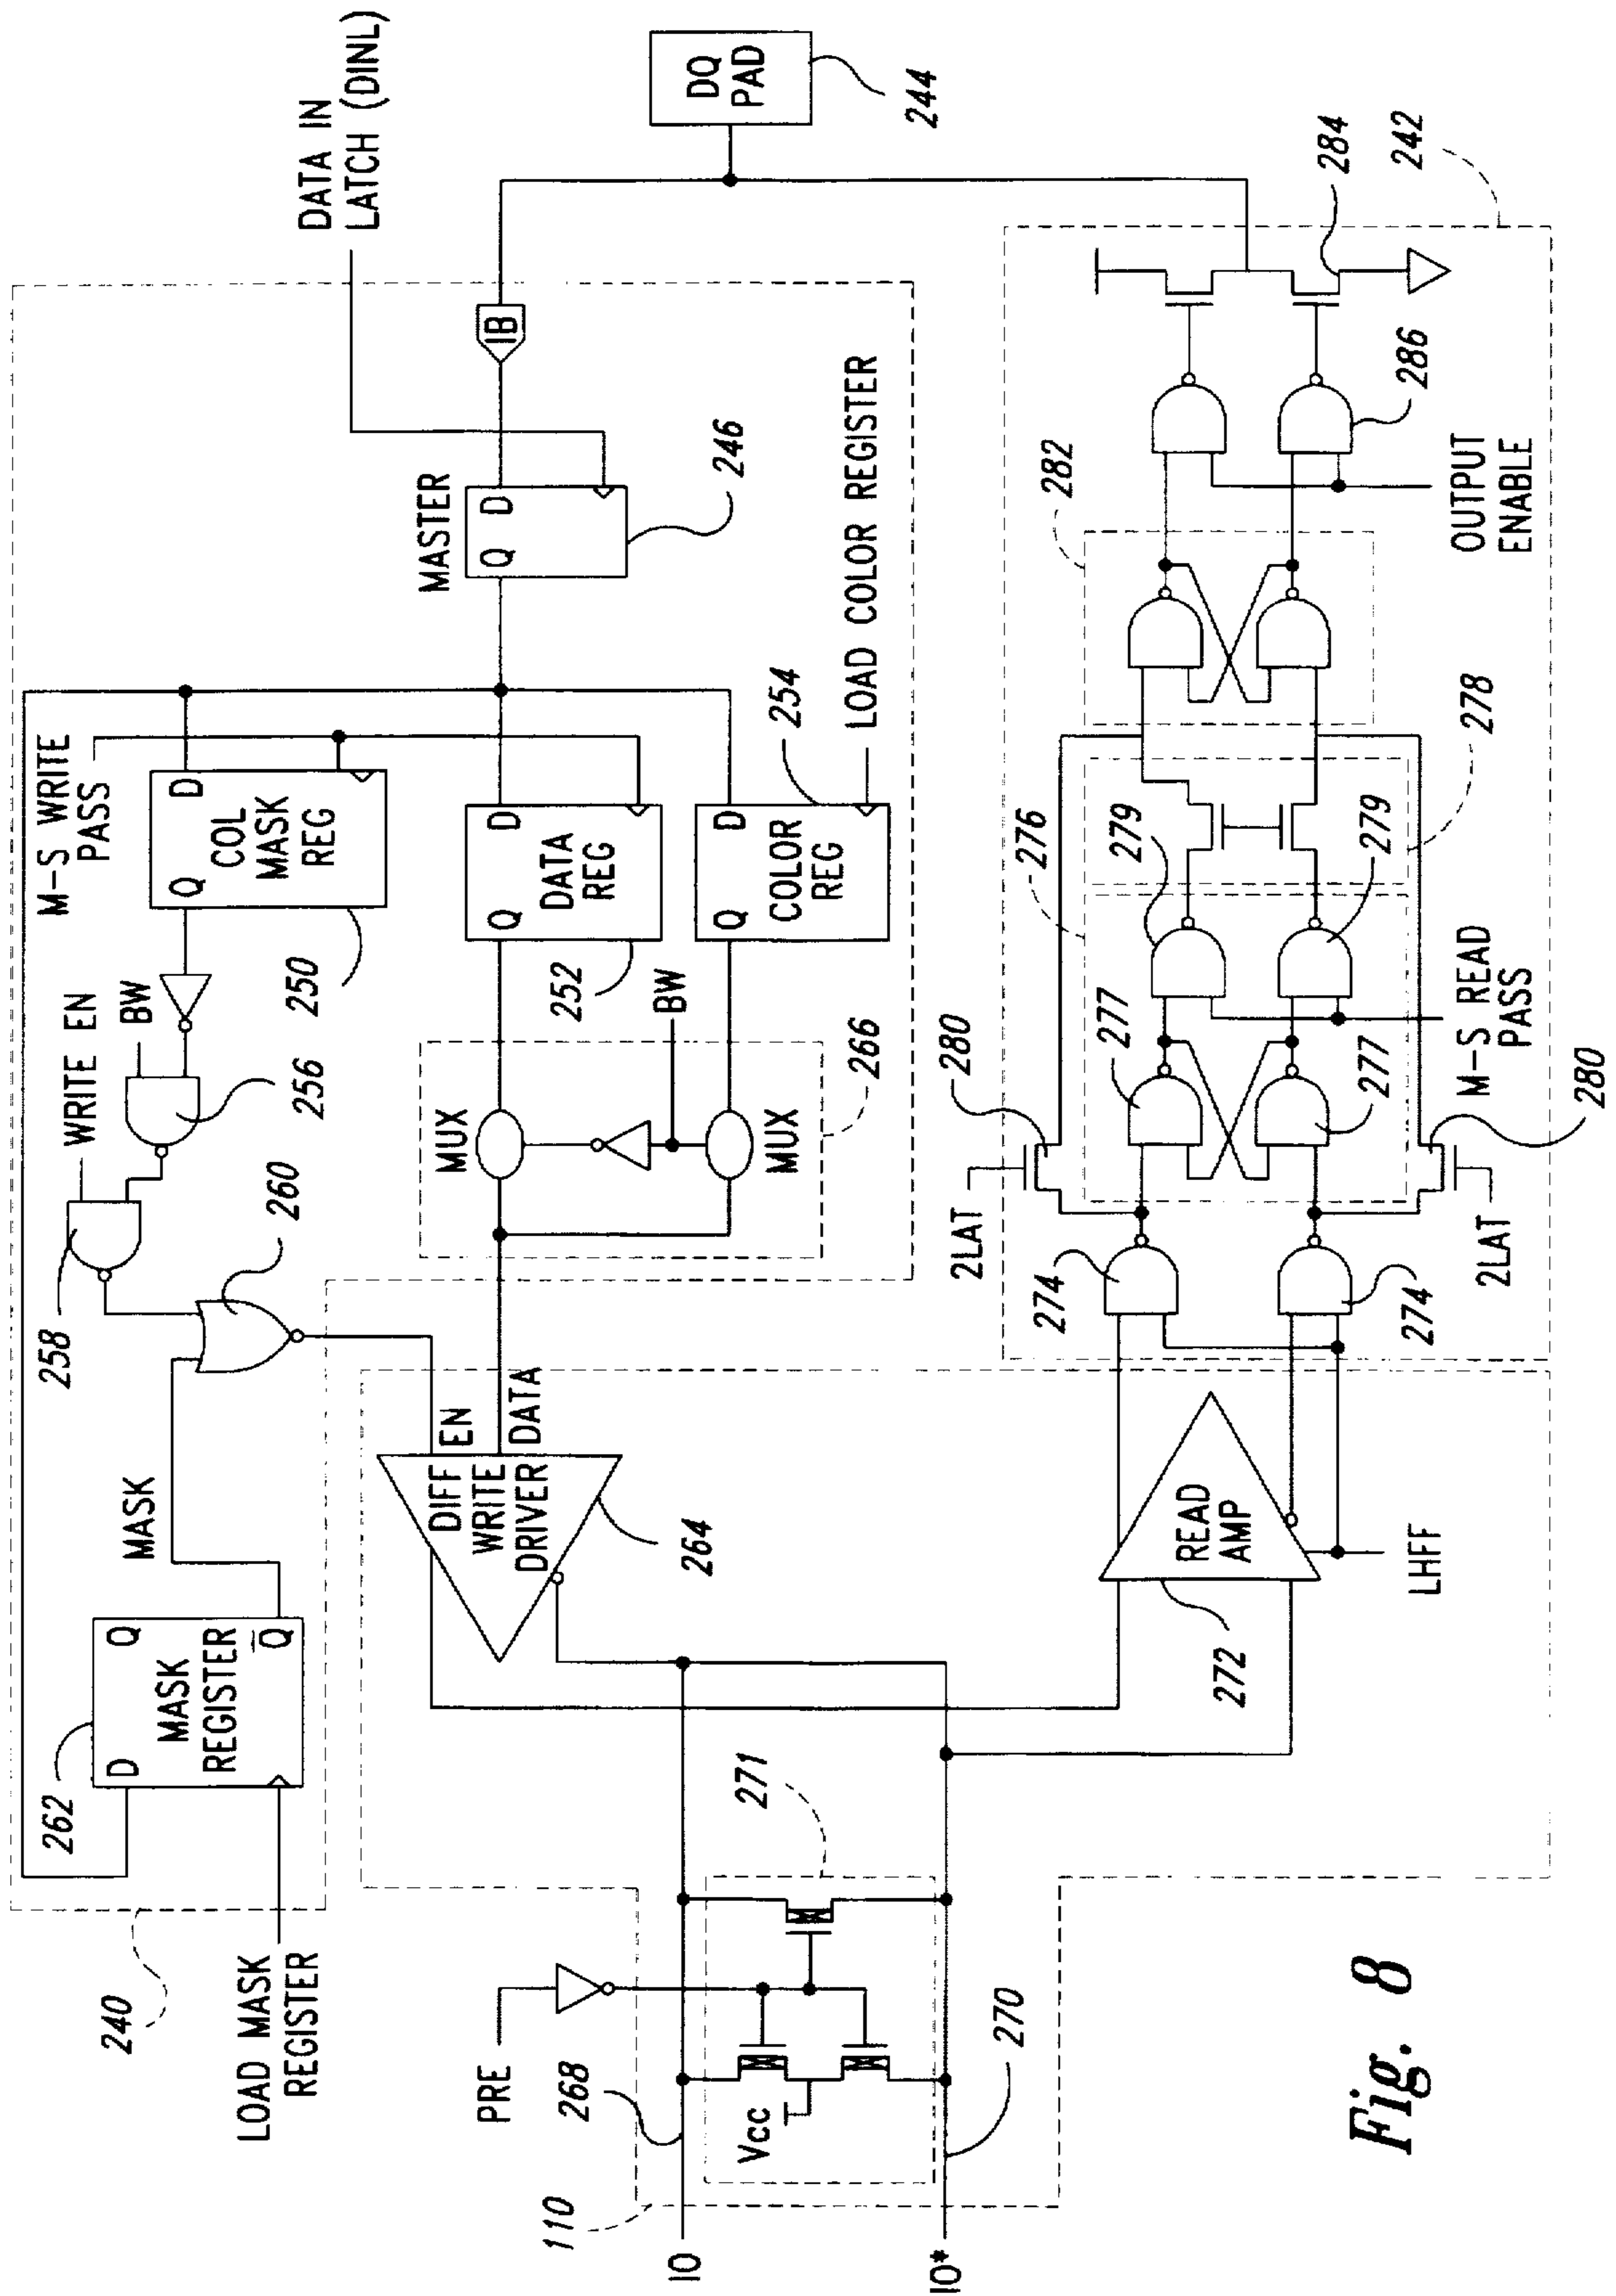 DATA IN
LATCH (DINL)
DQ
PAD
244
M-S WRITE
PASS
D
Q
COL
MASK
REG
250
WRITE EN
BW
256
258
260
MASK
262
D
Q
MASK
REGISTER
Q
240
LOAD MASK
REGISTER
IB
MASTER
Q
D
246
LOAD COLOR REGISTER
254
Q
D
DATA
REG
252
Q
D
COLOR
REG
BW
266
MUX
MUX
EN
DATA
DIFF
WRITE
DRIVER
264
READ
AMP
272
LHFF
271
PRE
268
Vcc
270
110
IO
IO*
242
284
286
OUTPUT
ENABLE
282
278
276
279
279
M-S READ
PASS
277
277
280
280
2LAT
2LAT
274
274
Fig. 8